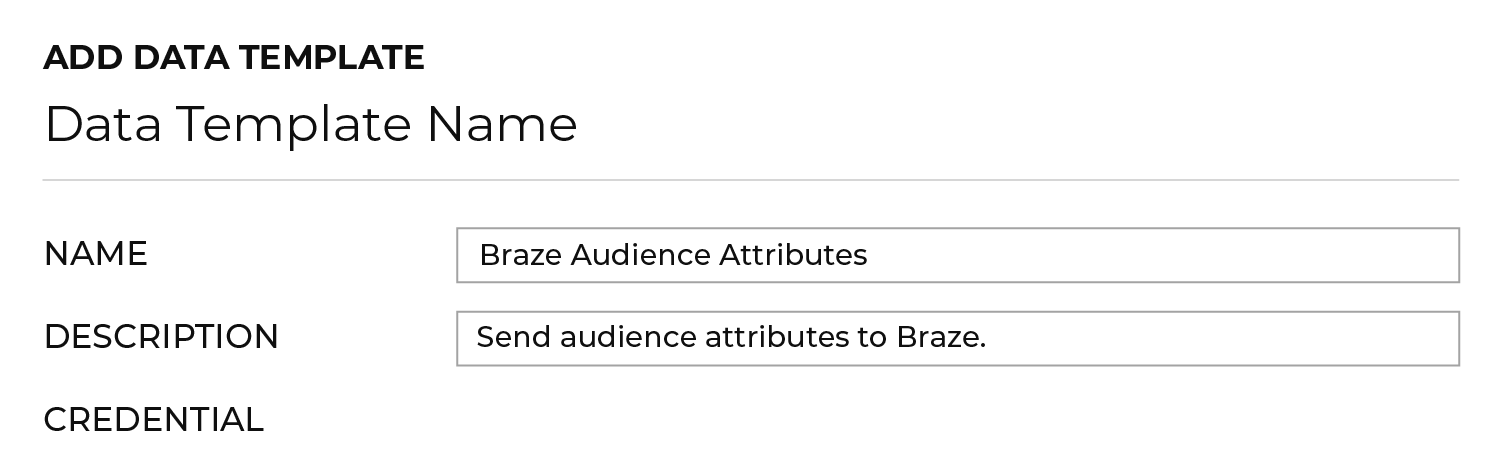 ADD DATA TEMPLATE
Data Template Name
NAME Braze Audience Attributes
DESCRIPTION Send audience attributes to Braze.
CREDENTIAL